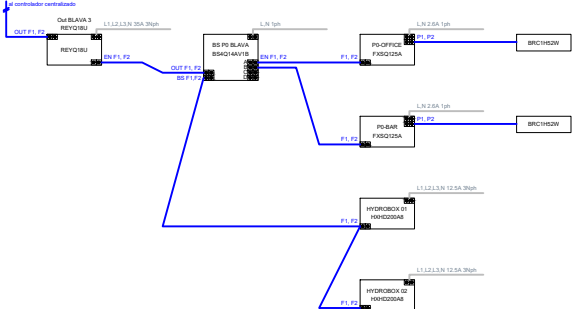 al controlador centralizado
Out BLAVA 3
REYQ18U
L1,L2,L3,N 35A 3Nph
OUT F1, F2
REYQ18U
EN F1, F2
L,N 1ph
BS P0 BLAVA
BS4Q14AV1B
OUT F1, F2
BS F1,F2
A
B
C
D
EN F1, F2
L,N 2.6A 1ph
P1, P2
P0-OFFICE
FXSQ125A
F1, F2
BRC1H52W
L,N 2.6A 1ph
P1, P2
P0-BAR
FXSQ125A
F1, F2
BRC1H52W
L1,L2,L3,N 12.5A 3Nph
HYDROBOX 01
HXHD200A8
F1, F2
L1,L2,L3,N 12.5A 3Nph
HYDROBOX 02
HXHD200A8
F1, F2